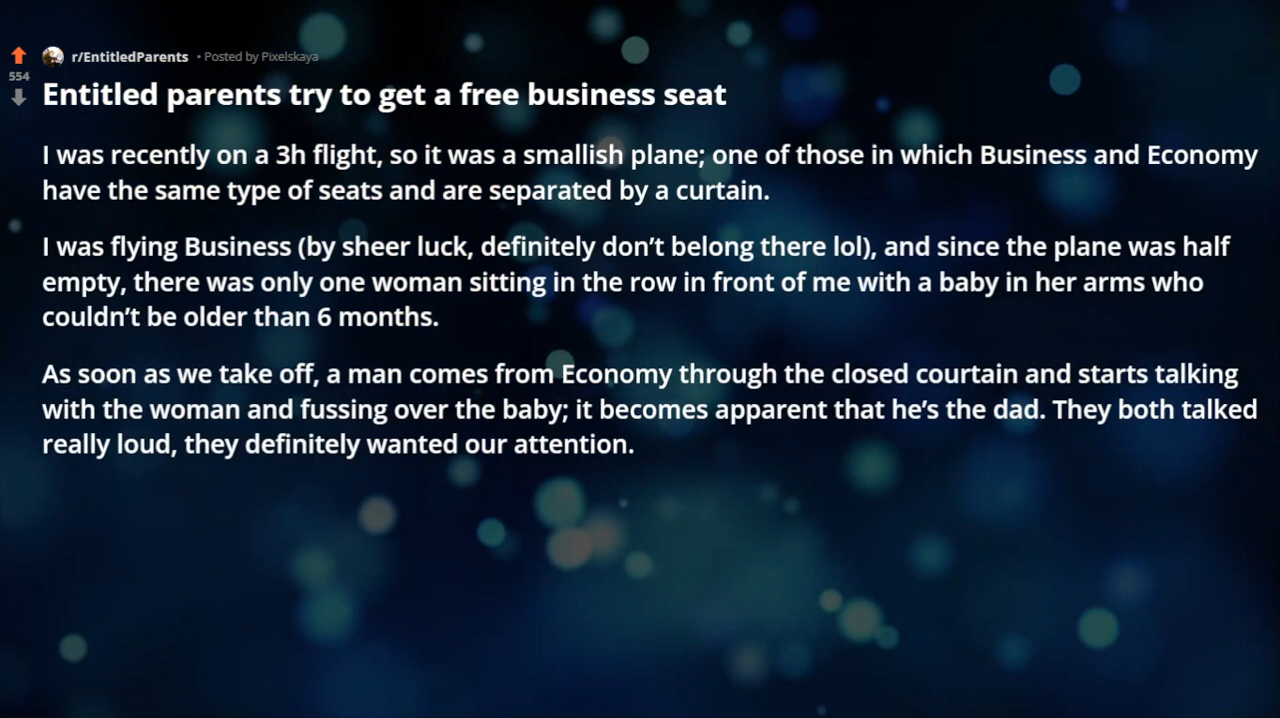 r/EntitledParents • Posted by Pixelskaya
554
Entitled parents try to get a free business seat
I was recently on a 3h flight, so it was a smallish plane; one of those in which Business and Economy
have the same type of seats and are separated by a curtain.
I was flying Business (by sheer luck, definitely don’t belong there lol), and since the plane was half
empty, there was only one woman sitting in the row in front of me with a baby in her arms who
couldn’t be older than 6 months.
As soon as we take off, a man comes from Economy through the closed courtain and starts talking
with the woman and fussing over the baby; it becomes apparent that he’s the dad. They both talked
really loud, they definitely wanted our attention.